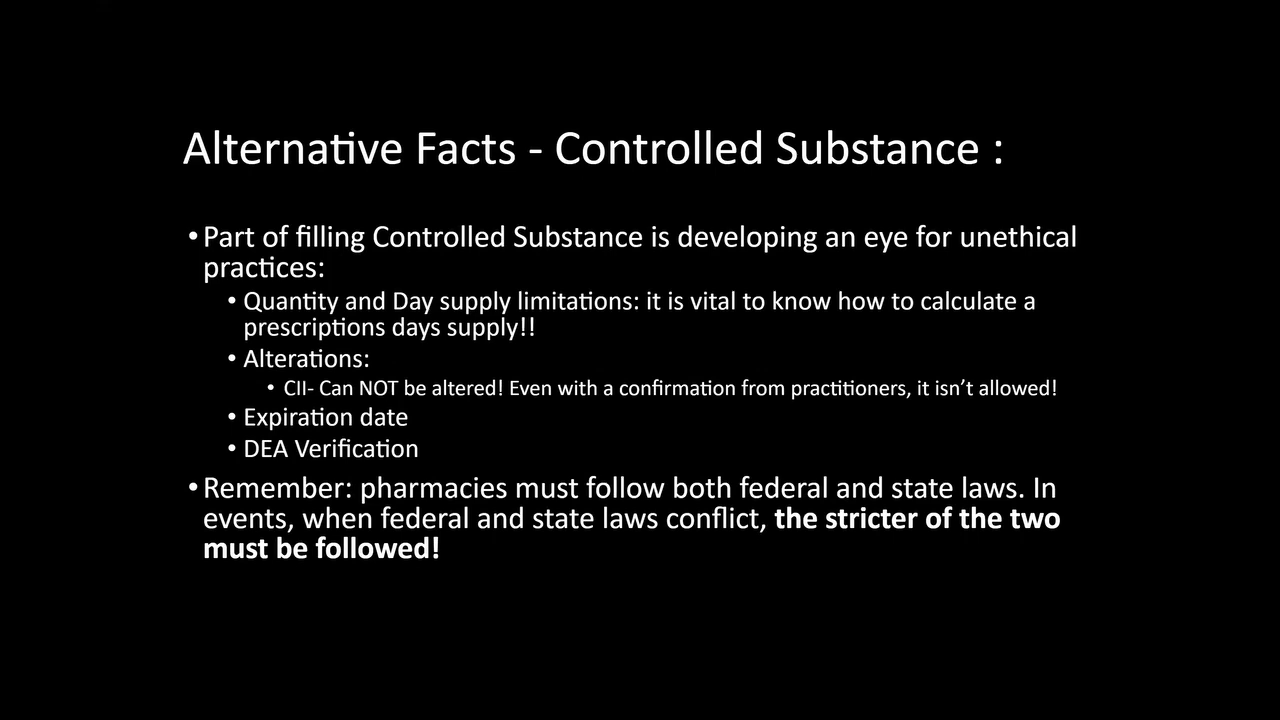 Alternative Facts - Controlled Substance :
•Part of filling Controlled Substance is developing an eye for unethical
practices:
• Quantity and Day supply limitations: it is vital to know how to calculate a
prescriptions days supply!!
• Alterations:
• CII- Can NOT be altered! Even with a confirmation from practitioners, it isn’t allowed!
• Expiration date
• DEA Verification
•Remember: pharmacies must follow both federal and state laws. In
events, when federal and state laws conflict, the stricter of the two
must be followed!